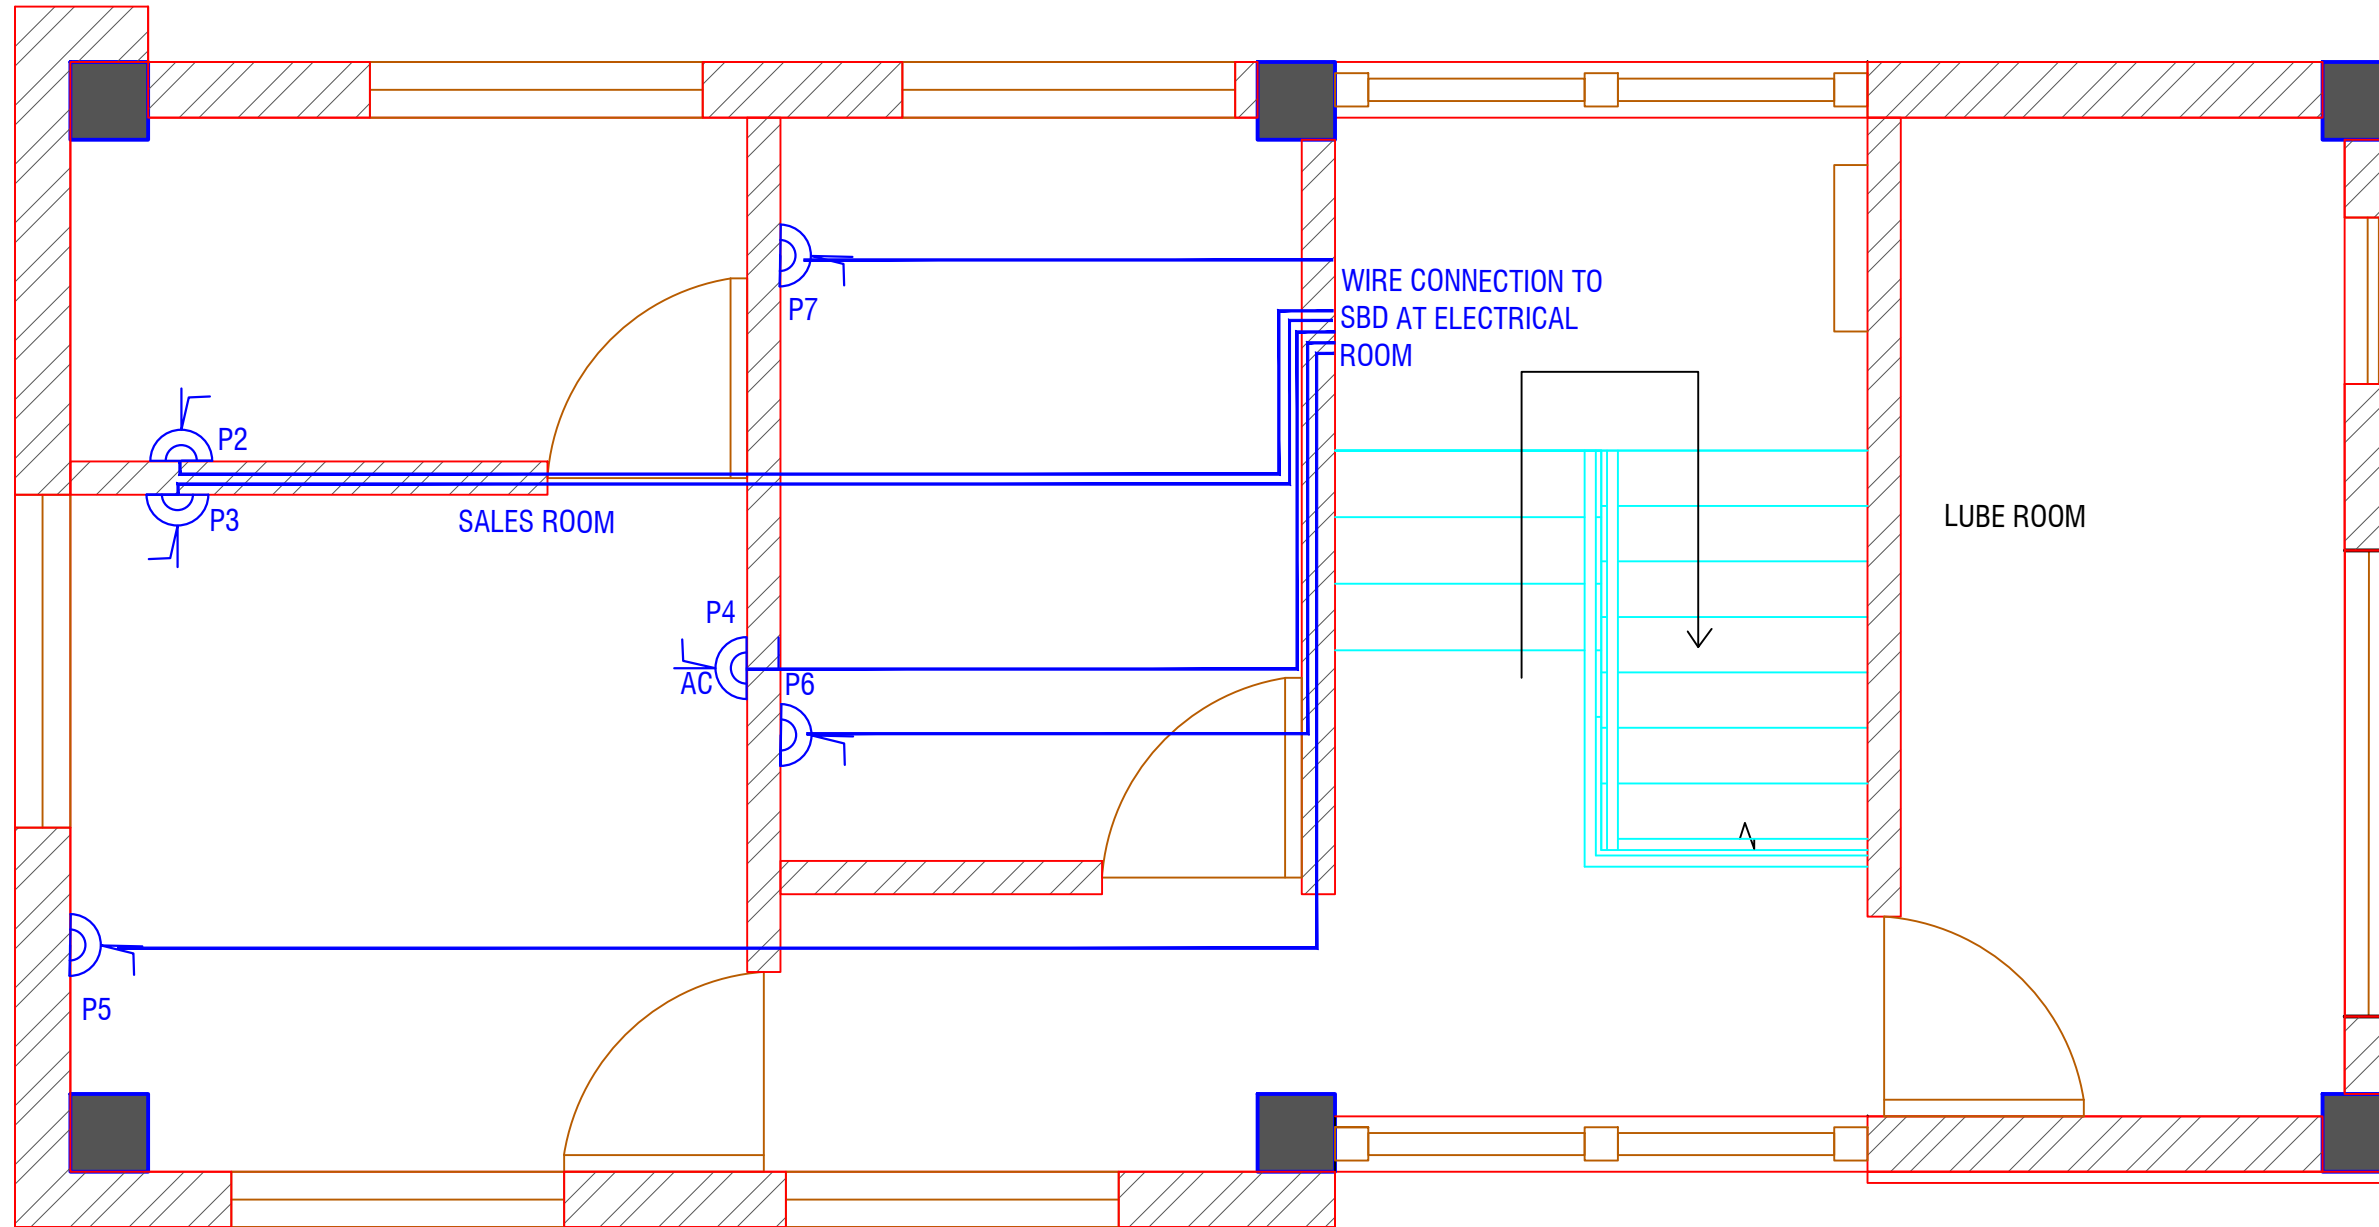 WIRE CONNECTION TO
SBD AT ELECTRICAL
ROOM
P7
P2
P3
SALES ROOM
LUBE ROOM
P4
AC
P6
P5